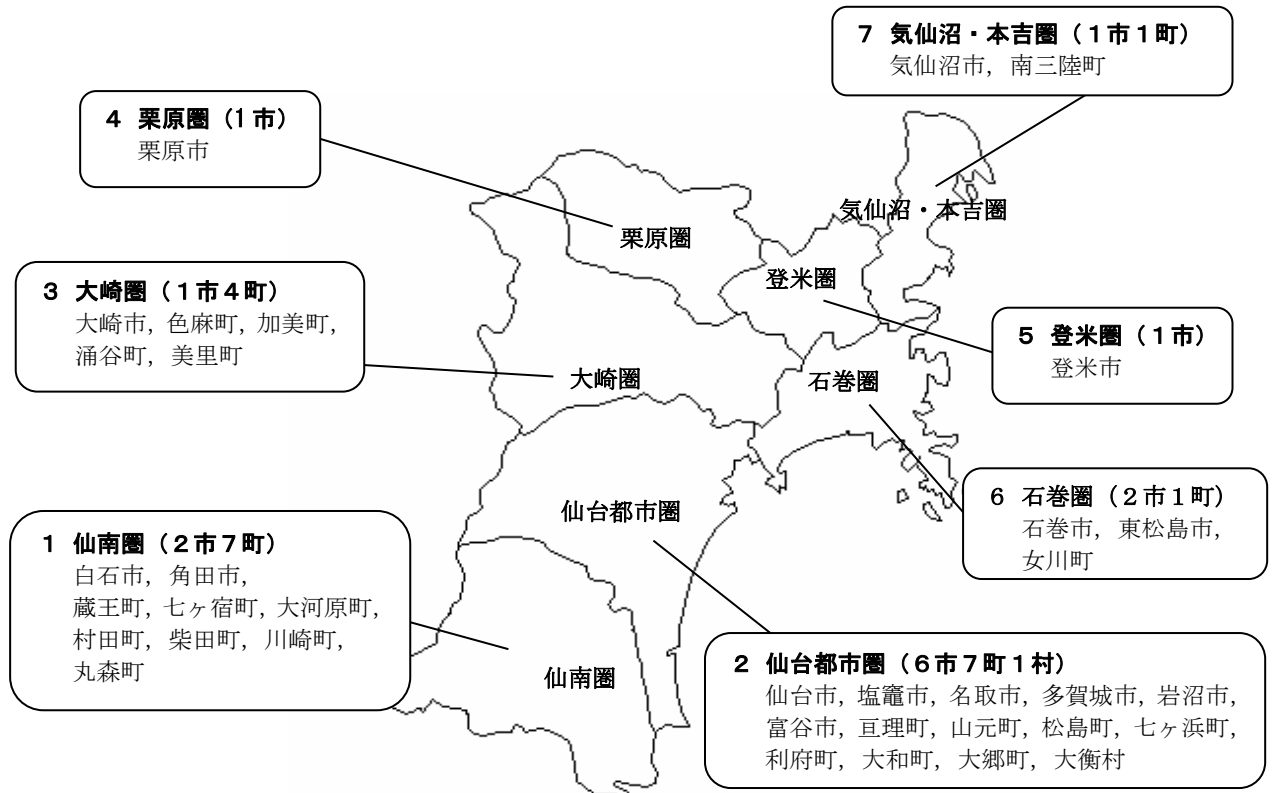 7 気仙沼・本吉圏（1市1町）
気仙沼市，南三陸町
4 栗原圏（1市）
栗原市
気仙沼・本吉圏
栗原圏
登米圏
3 大崎圏（1市4町）
大崎市，色麻町，加美町，
涌谷町，美里町
5 登米圏（1市）
登米市
大崎圏
石巻圏
6 石巻圏（2市1町）
石巻市，東松島市，
女川町
仙台都市圏
1 仙南圏（2市7町）
白石市，角田市，
蔵王町，七ヶ宿町，大河原町，
村田町，柴田町，川崎町，
丸森町
仙南圏
2 仙台都市圏（6市7町1村）
仙台市，塩竈市，名取市，多賀城市，岩沼市，
富谷市，亘理町，山元町，松島町，七ヶ浜町，
利府町，大和町，大郷町，大衡村